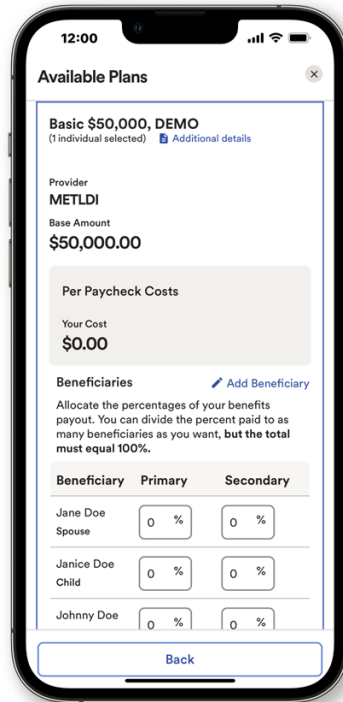 12:00
Available Plans
Basic $50,000, DEMO
(1 individual selected) Additional details
Provider
METLDI
Base Amount
$50,000.00
Per Paycheck Costs
Your Cost
$0.00
Beneficiaries Add Beneficiary
Allocate the percentages of your benefits
payout. You can divide the percent paid to as
many beneficiaries as you want, but the total
must equal 100%.
Beneficiary Primary Secondary
Jane Doe
Spouse
0 % 0 %
Janice Doe
Child
0 % 0 %
Johnny Doe
0 % 0 %
Back